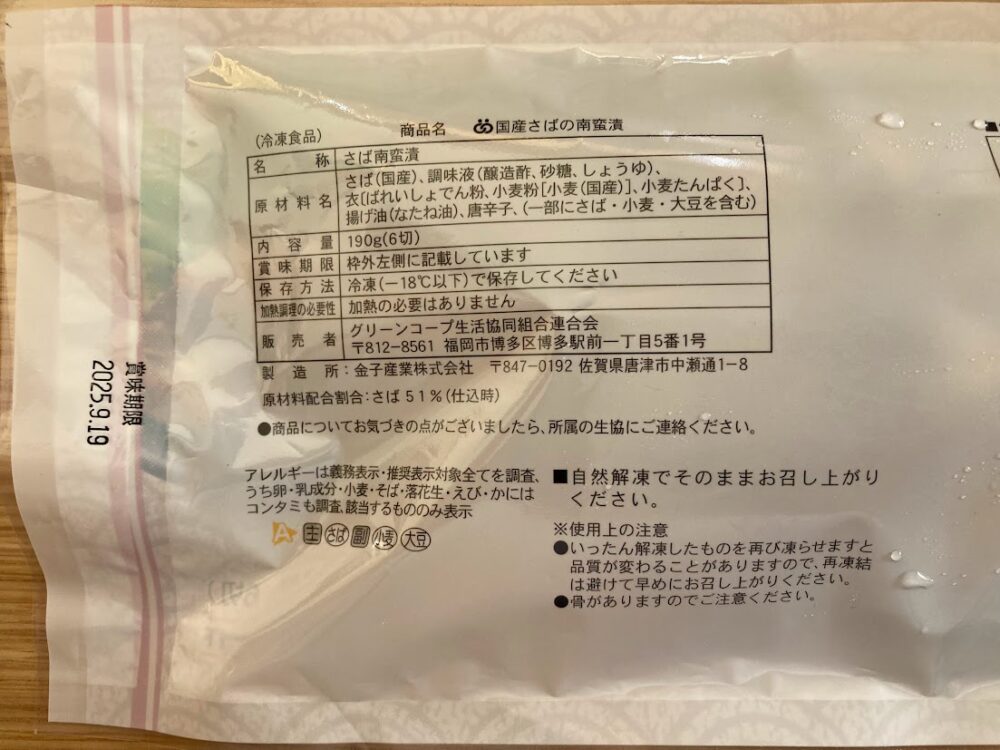 (冷凍食品) 商品名 国産さばの南蛮漬
名称 さば南蛮漬
原材料名 さば(国産)、調味液(醸造酢、砂糖、しょうゆ)、
衣[ばれいしょでん粉、小麦粉[小麦(国産)]、小麦たんぱく]、
揚げ油(なたね油)、唐辛子、(一部にさば・小麦・大豆を含む)
内容量 190g(6切)
賞味期限 枠外左側に記載しています
保存方法 冷凍(−18℃以下)で保存してください
加熱調理の必要性 加熱の必要はありません
販売者 グリーンコープ生活協同組合連合会
〒812-8561 福岡市博多区博多駅前一丁目5番1号
製造所:金子産業株式会社 〒847-0192 佐賀県唐津市中瀬通1-8
原材料配合割合:さば 51%(仕込時)
●商品についてお気づきの点がございましたら、所属の生協にご連絡ください。
賞味期限
2025.9.19
アレルギーは義務表示・推奨表示対象全てを調査、
うち卵・乳成分・小麦・そば・落花生・えび・かには
コンタミも調査、該当するもののみ表示
A 主 さば 副 小麦 大豆
■自然解凍でそのままお召し上がり
ください。
※使用上の注意
●いったん解凍したものを再び凍らせますと
品質が変わることがありますので、再凍結
は避けて早めにお召し上がりください。
●骨がありますのでご注意ください。